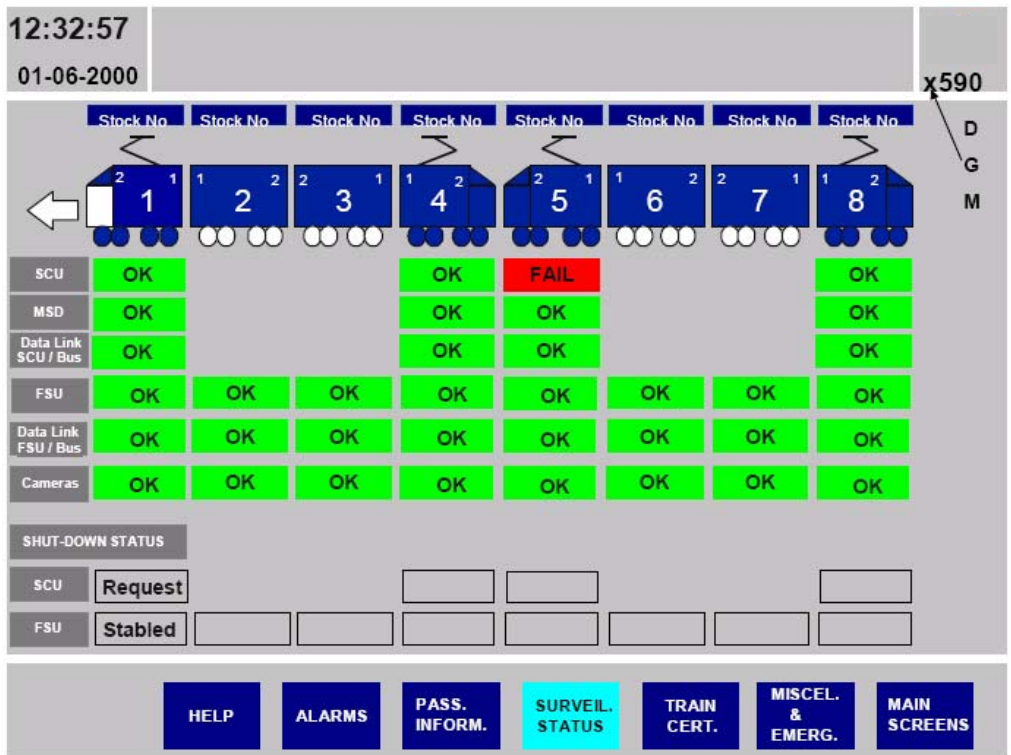 12:32:57
01-06-2000
x590
Stock No Stock No Stock No Stock No Stock No Stock No Stock No Stock No
D
G
M
2 1 1 2 2 1 1 2 2 1 1 2 2 1 1 2
1 2 3 4 5 6 7 8
SCU OK OK FAIL OK
MSD OK OK OK OK
Data Link
SCU / Bus OK OK OK OK
FSU OK OK OK OK OK OK OK OK
Data Link
FSU / Bus OK OK OK OK OK OK OK OK
Cameras OK OK OK OK OK OK OK OK
SHUT-DOWN STATUS
SCU Request
FSU Stabled
HELP
ALARMS
PASS.
INFORM.
SURVEIL.
STATUS
TRAIN
CERT.
MISCEL.
&
EMERG.
MAIN
SCREENS